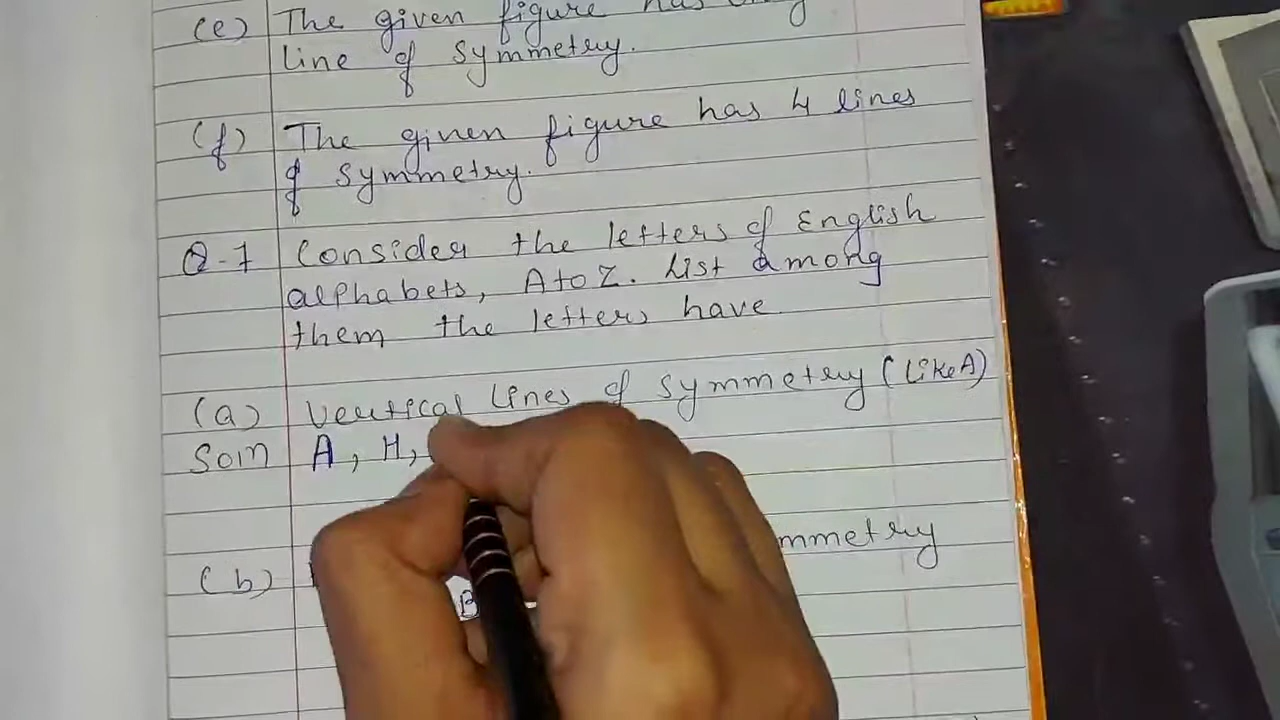 (e) The given figure has only
line of symmetry.
(f) The given figure has 4 lines
of symmetry.
Q-7 Consider the letters of English
alphabets, A to Z. List among
them the letters have
(a) Vertical lines of symmetry (like A)
Soln A, H,
(b) mmetry
B